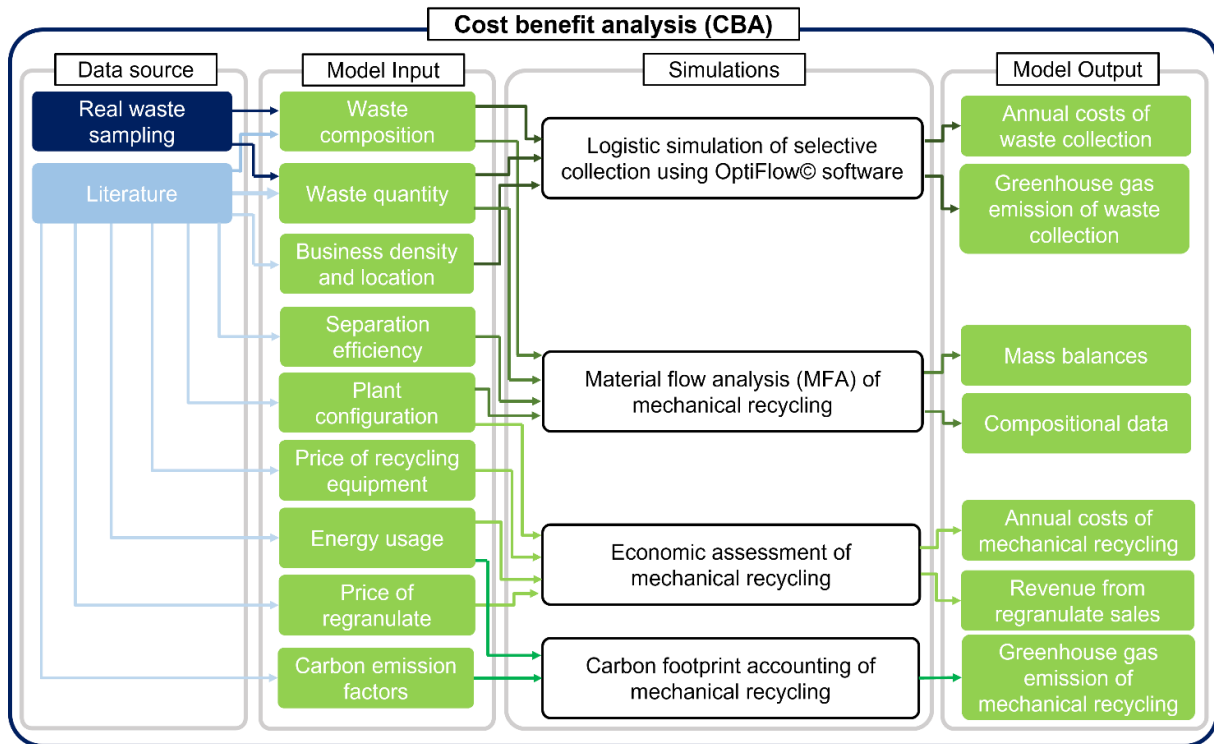 Cost benefit analysis (CBA)
Data source
Model Input
Simulations
Model Output
Real waste
sampling
Literature
Waste
composition
Waste quantity
Business density
and location
Separation
efficiency
Plant
configuration
Price of recycling
equipment
Energy usage
Price of
regranulate
Carbon emission
factors
Logistic simulation of selective
collection using OptiFlow© software
Material flow analysis (MFA) of
mechanical recycling
Economic assessment of
mechanical recycling
Carbon footprint accounting of
mechanical recycling
Annual costs of
waste collection
Greenhouse gas
emission of waste
collection
Mass balances
Compositional data
Annual costs of
mechanical recycling
Revenue from
regranulate sales
Greenhouse gas
emission of
mechanical recycling